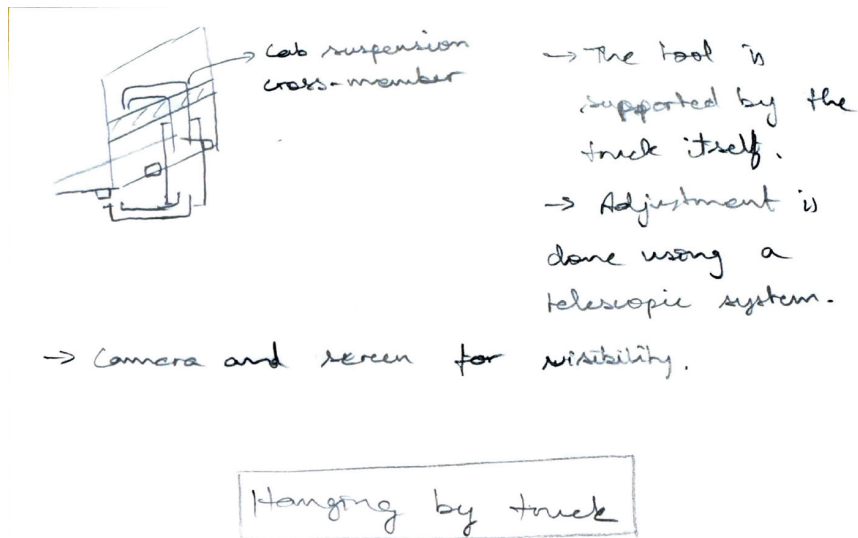 Cab suspension
cross-member
-> The tool is
supported by the
truck itself.
-> Adjustment is
done using a
telescopic system.
-> Camera and screen for visibility.
Hanging by truck